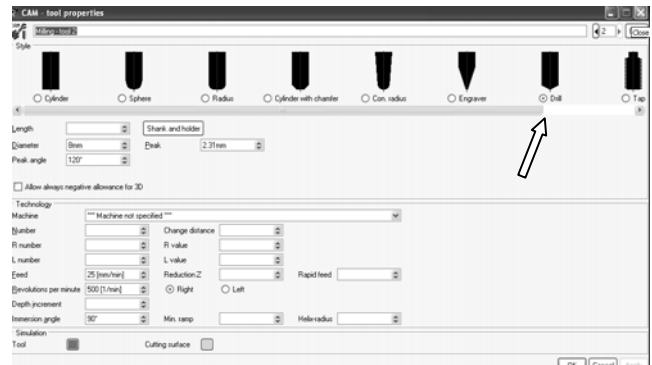 CAM - tool properties
Milling - tool 2
2
Close
Style
Cylinder Sphere Radius Cylinder with chamfer Con. radius Engraver Drill Tap
Length Shank and holder
Diameter 8mm Peak 2.31mm
Peak angle 120°
Allow always negative allowance for 3D
Technology
Machine *** Machine not specified ***
Number Change distance
R number R value
L number L value
Feed 25 [mm/min] Reduction Z Rapid feed
Revolutions per minute 500 [1/min] Right Left
Depth increment
Immersion angle 90° Min. ramp Helix-radius
Simulation
Tool Cutting surface
OK Cancel Apply